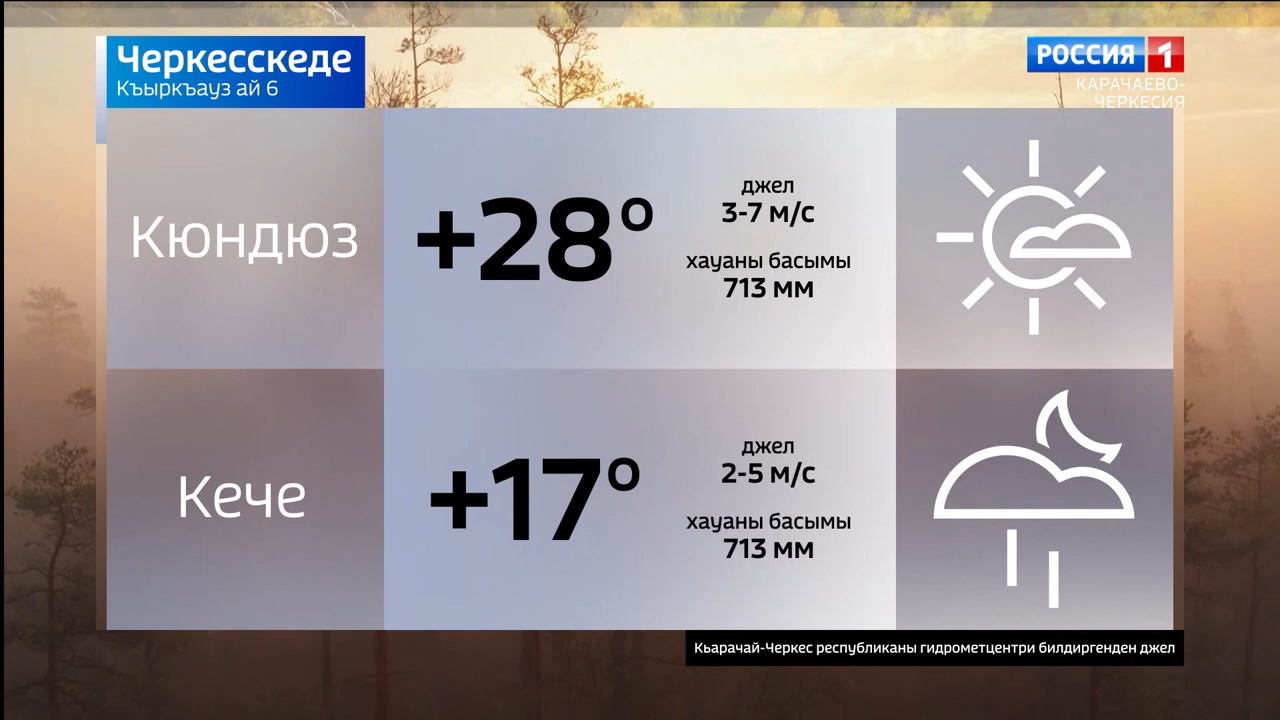 Черкесскеде
Къыркъауз ай 6
РОССИЯ 1
КАРАЧАЕВО-
ЧЕРКЕСИЯ
Кюндюз
+28°
джел
3-7 м/с
хауаны басымы
713 мм
Кече
+17°
джел
2-5 м/с
хауаны басымы
713 мм
Кьарачай-Черкес республиканы гидрометцентри билдиргенден джел